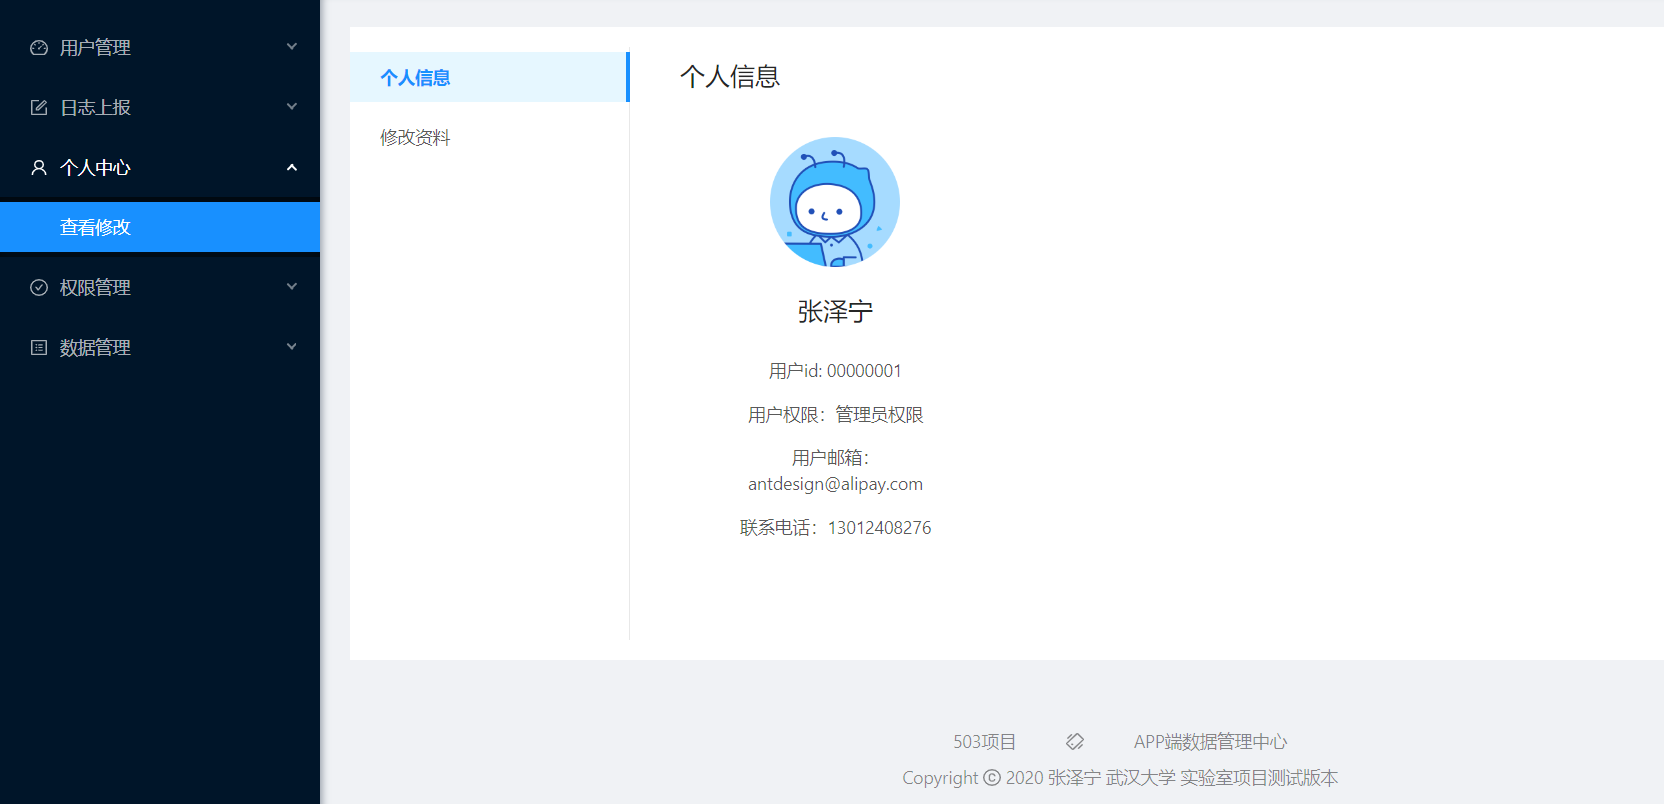 用户管理
日志上报
个人中心
查看修改
权限管理
数据管理
个人信息
修改资料
个人信息
张泽宁
用户id: 00000001
用户权限：管理员权限
用户邮箱：
antdesign@alipay.com
联系电话：13012408276
503项目 APP端数据管理中心
Copyright © 2020 张泽宁 武汉大学 实验室项目测试版本